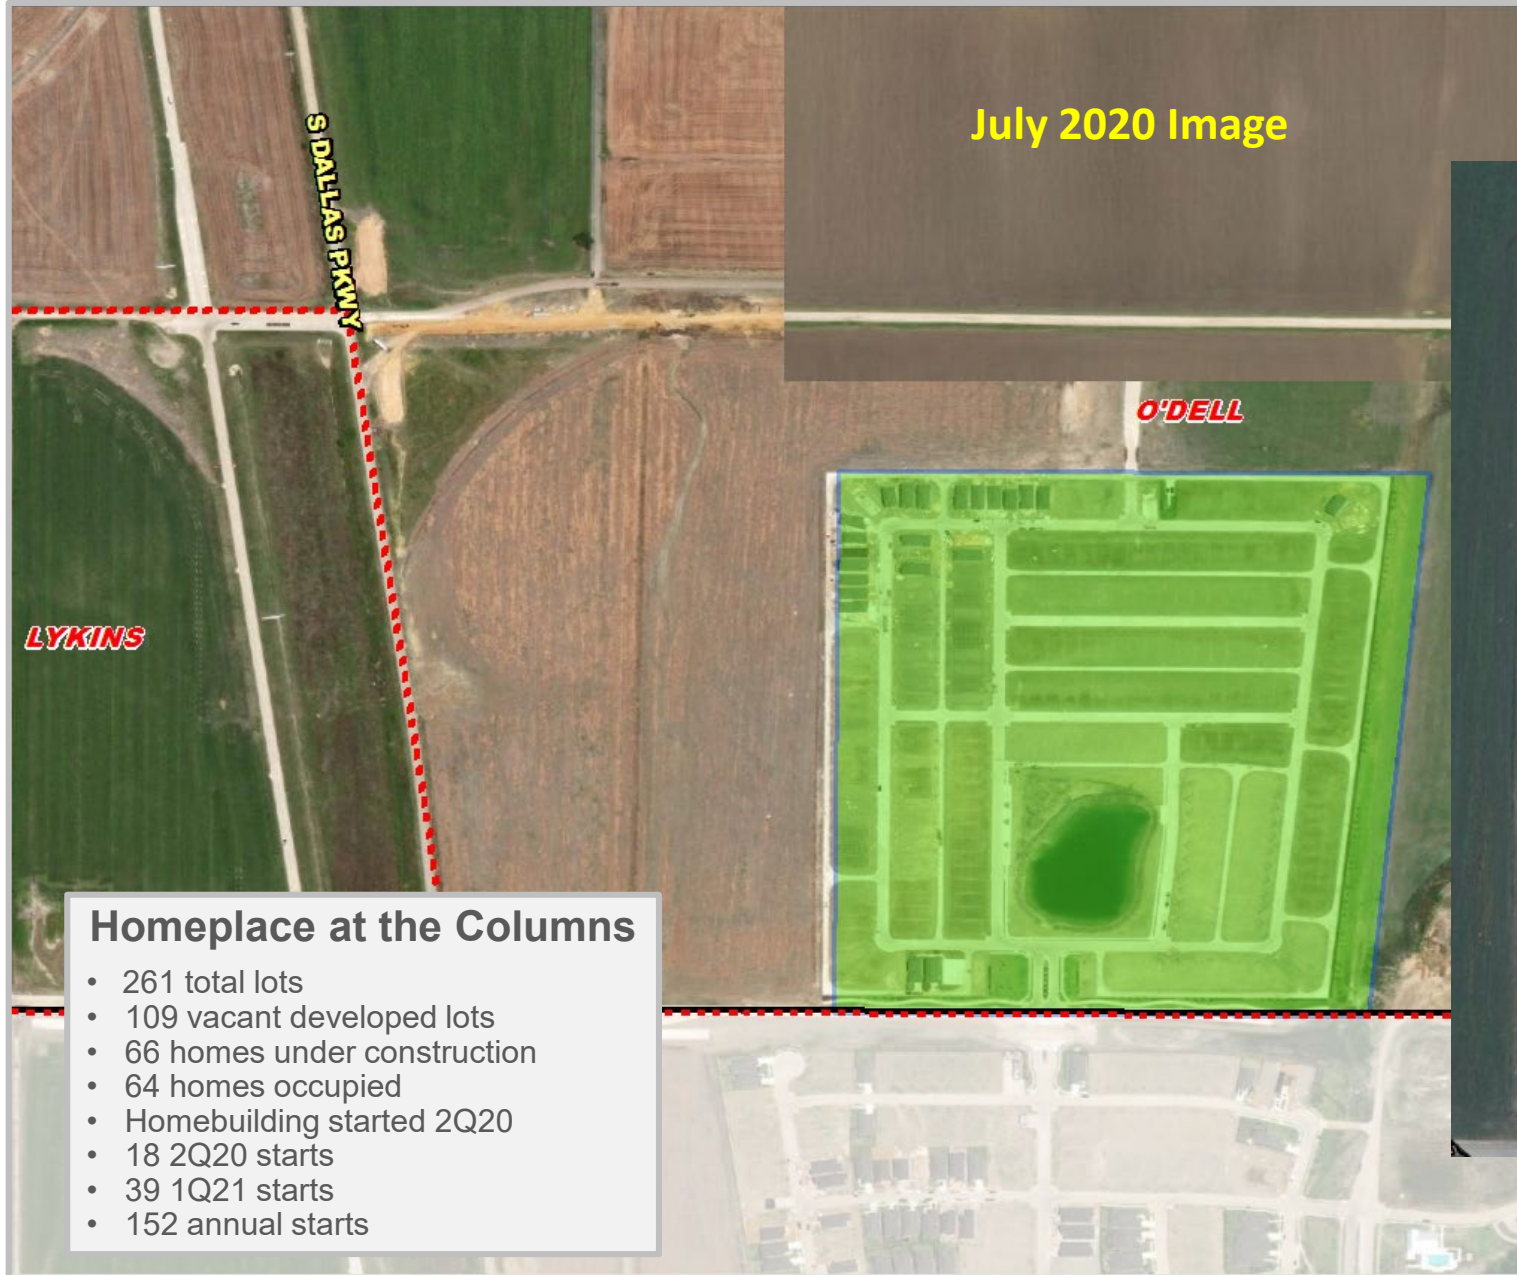 July 2020 Image
S DALLAS PKWY
O'DELL
LYKINS
Homeplace at the Columns
• 261 total lots
• 109 vacant developed lots
• 66 homes under construction
• 64 homes occupied
• Homebuilding started 2Q20
• 18 2Q20 starts
• 39 1Q21 starts
• 152 annual starts